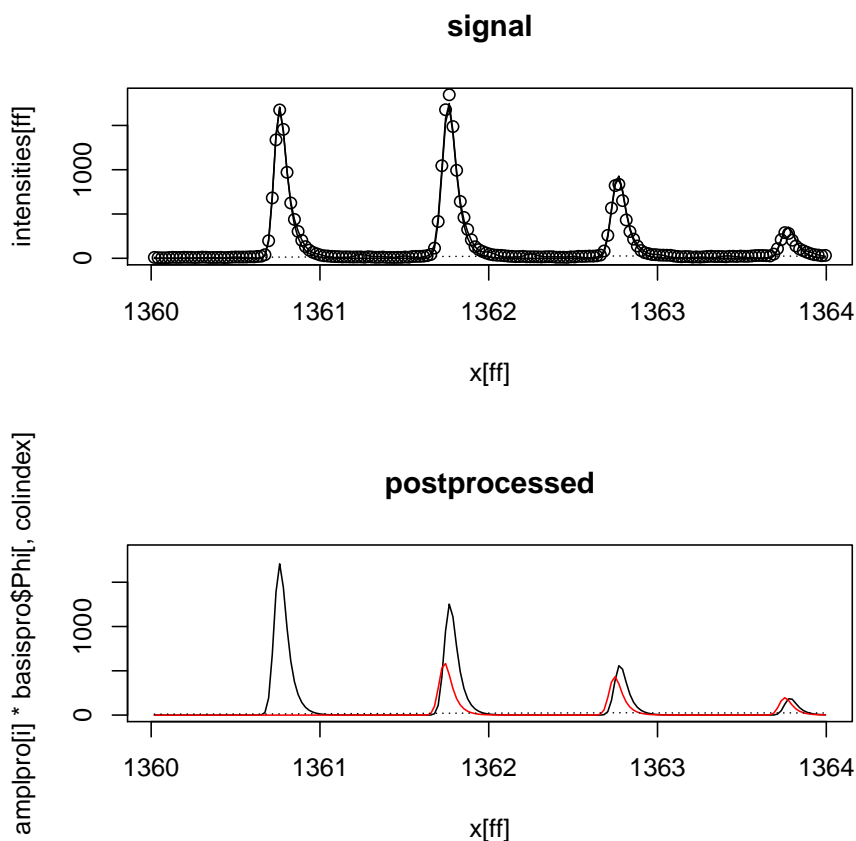 signal
intensities[ff]
1000
0
1360 1361 1362 1363 1364
x[ff]
postprocessed
amplpro[i] * basispro$Phi[, colindex]
1000
0
1360 1361 1362 1363 1364
x[ff]